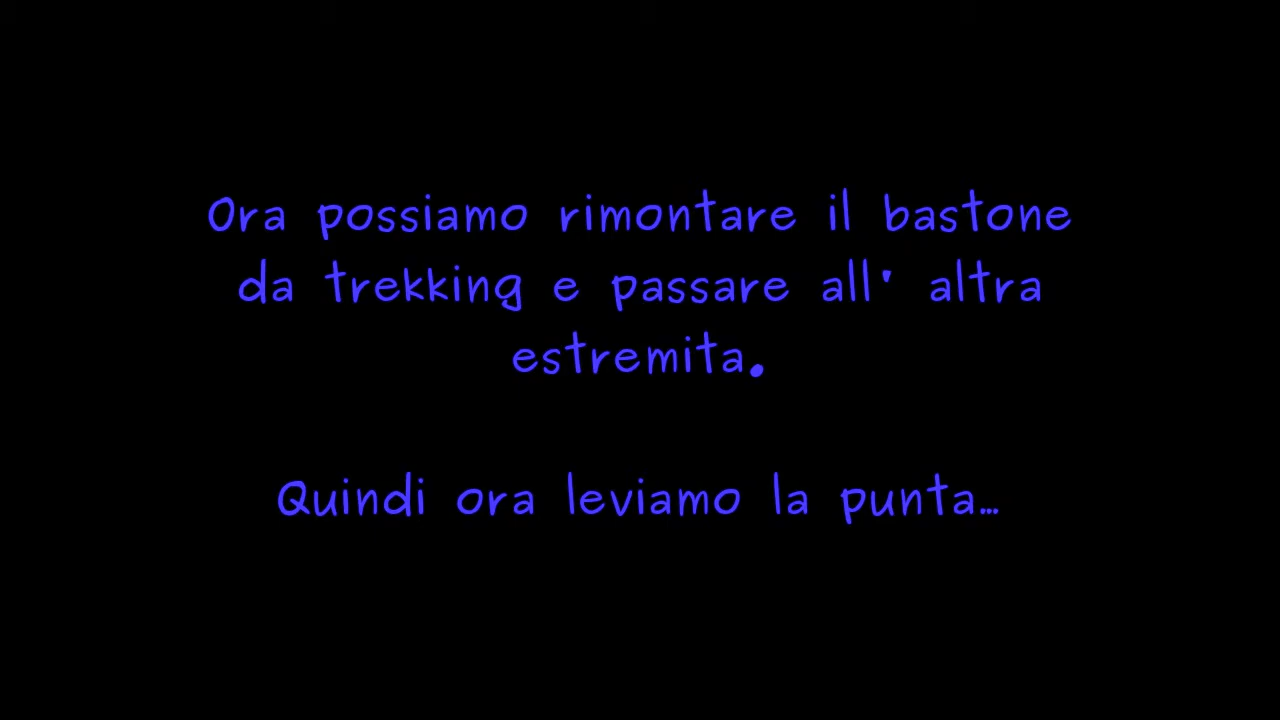 Ora possiamo rimontare il bastone
da trekking e passare all' altra
estremita.
Quindi ora leviamo la punta...